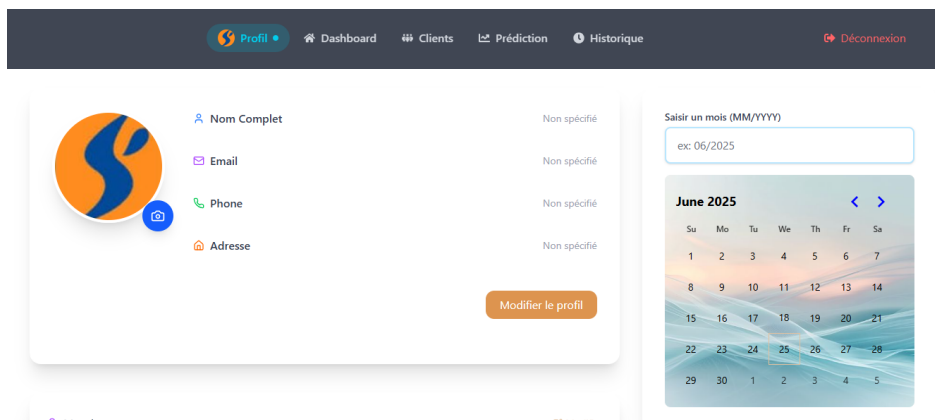 Profil Dashboard Clients Prédiction Historique Déconnexion
Nom Complet Non spécifié
Email Non spécifié
Phone Non spécifié
Adresse Non spécifié
Modifier le profil
Saisir un mois (MM/YYYY)
ex: 06/2025
June 2025
Su Mo Tu We Th Fr Sa
1 2 3 4 5 6 7
8 9 10 11 12 13 14
15 16 17 18 19 20 21
22 23 24 25 26 27 28
29 30 1 2 3 4 5